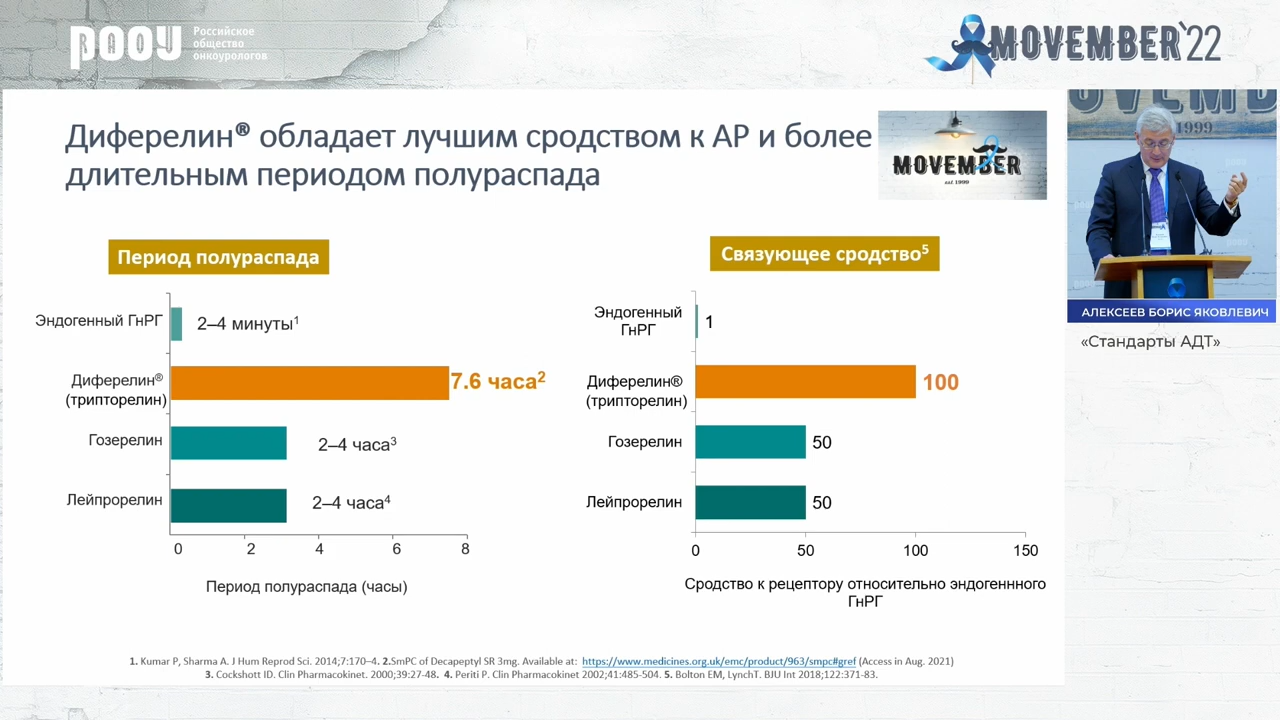 РООУ
Российское
общество
онкоурологов
MOVEMBER'22
Диферелин® обладает лучшим сродством к АР и более
длительным периодом полураспада
MOVEMBER
est. 1999
1999
АЛЕКСЕЕВ БОРИС ЯКОВЛЕВИЧ
«Стандарты АДТ»
Период полураспада
Эндогенный ГнРГ
2–4 минуты¹
Диферелин®
(трипторелин)
7.6 часа²
Гозерелин
2–4 часа³
Лейпрорелин
2–4 часа⁴
0 2 4 6 8
Период полураспада (часы)
Связующее сродство⁵
Эндогенный
ГнРГ
1
Диферелин®
(трипторелин)
100
Гозерелин
50
Лейпрорелин
50
0 50 100 150
Сродство к рецептору относительно эндогеннного
ГнРГ
1. Kumar P, Sharma A. J Hum Reprod Sci. 2014;7:170–4. 2.SmPC of Decapeptyl SR 3mg. Available at: https://www.medicines.org.uk/emc/product/963/smpc#gref (Access in Aug. 2021)
3. Cockshott ID. Clin Pharmacokinet. 2000;39:27-48. 4. Periti P. Clin Pharmacokinet 2002;41:485-504. 5. Bolton EM, LynchT. BJU Int 2018;122:371-83.